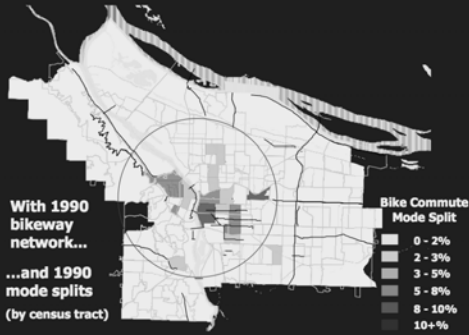 With 1990
bikeway
network...
...and 1990
mode splits
(by census tract)
Bike Commute
Mode Split
0 - 2%
2 - 3%
3 - 5%
5 - 8%
8 - 10%
10+%